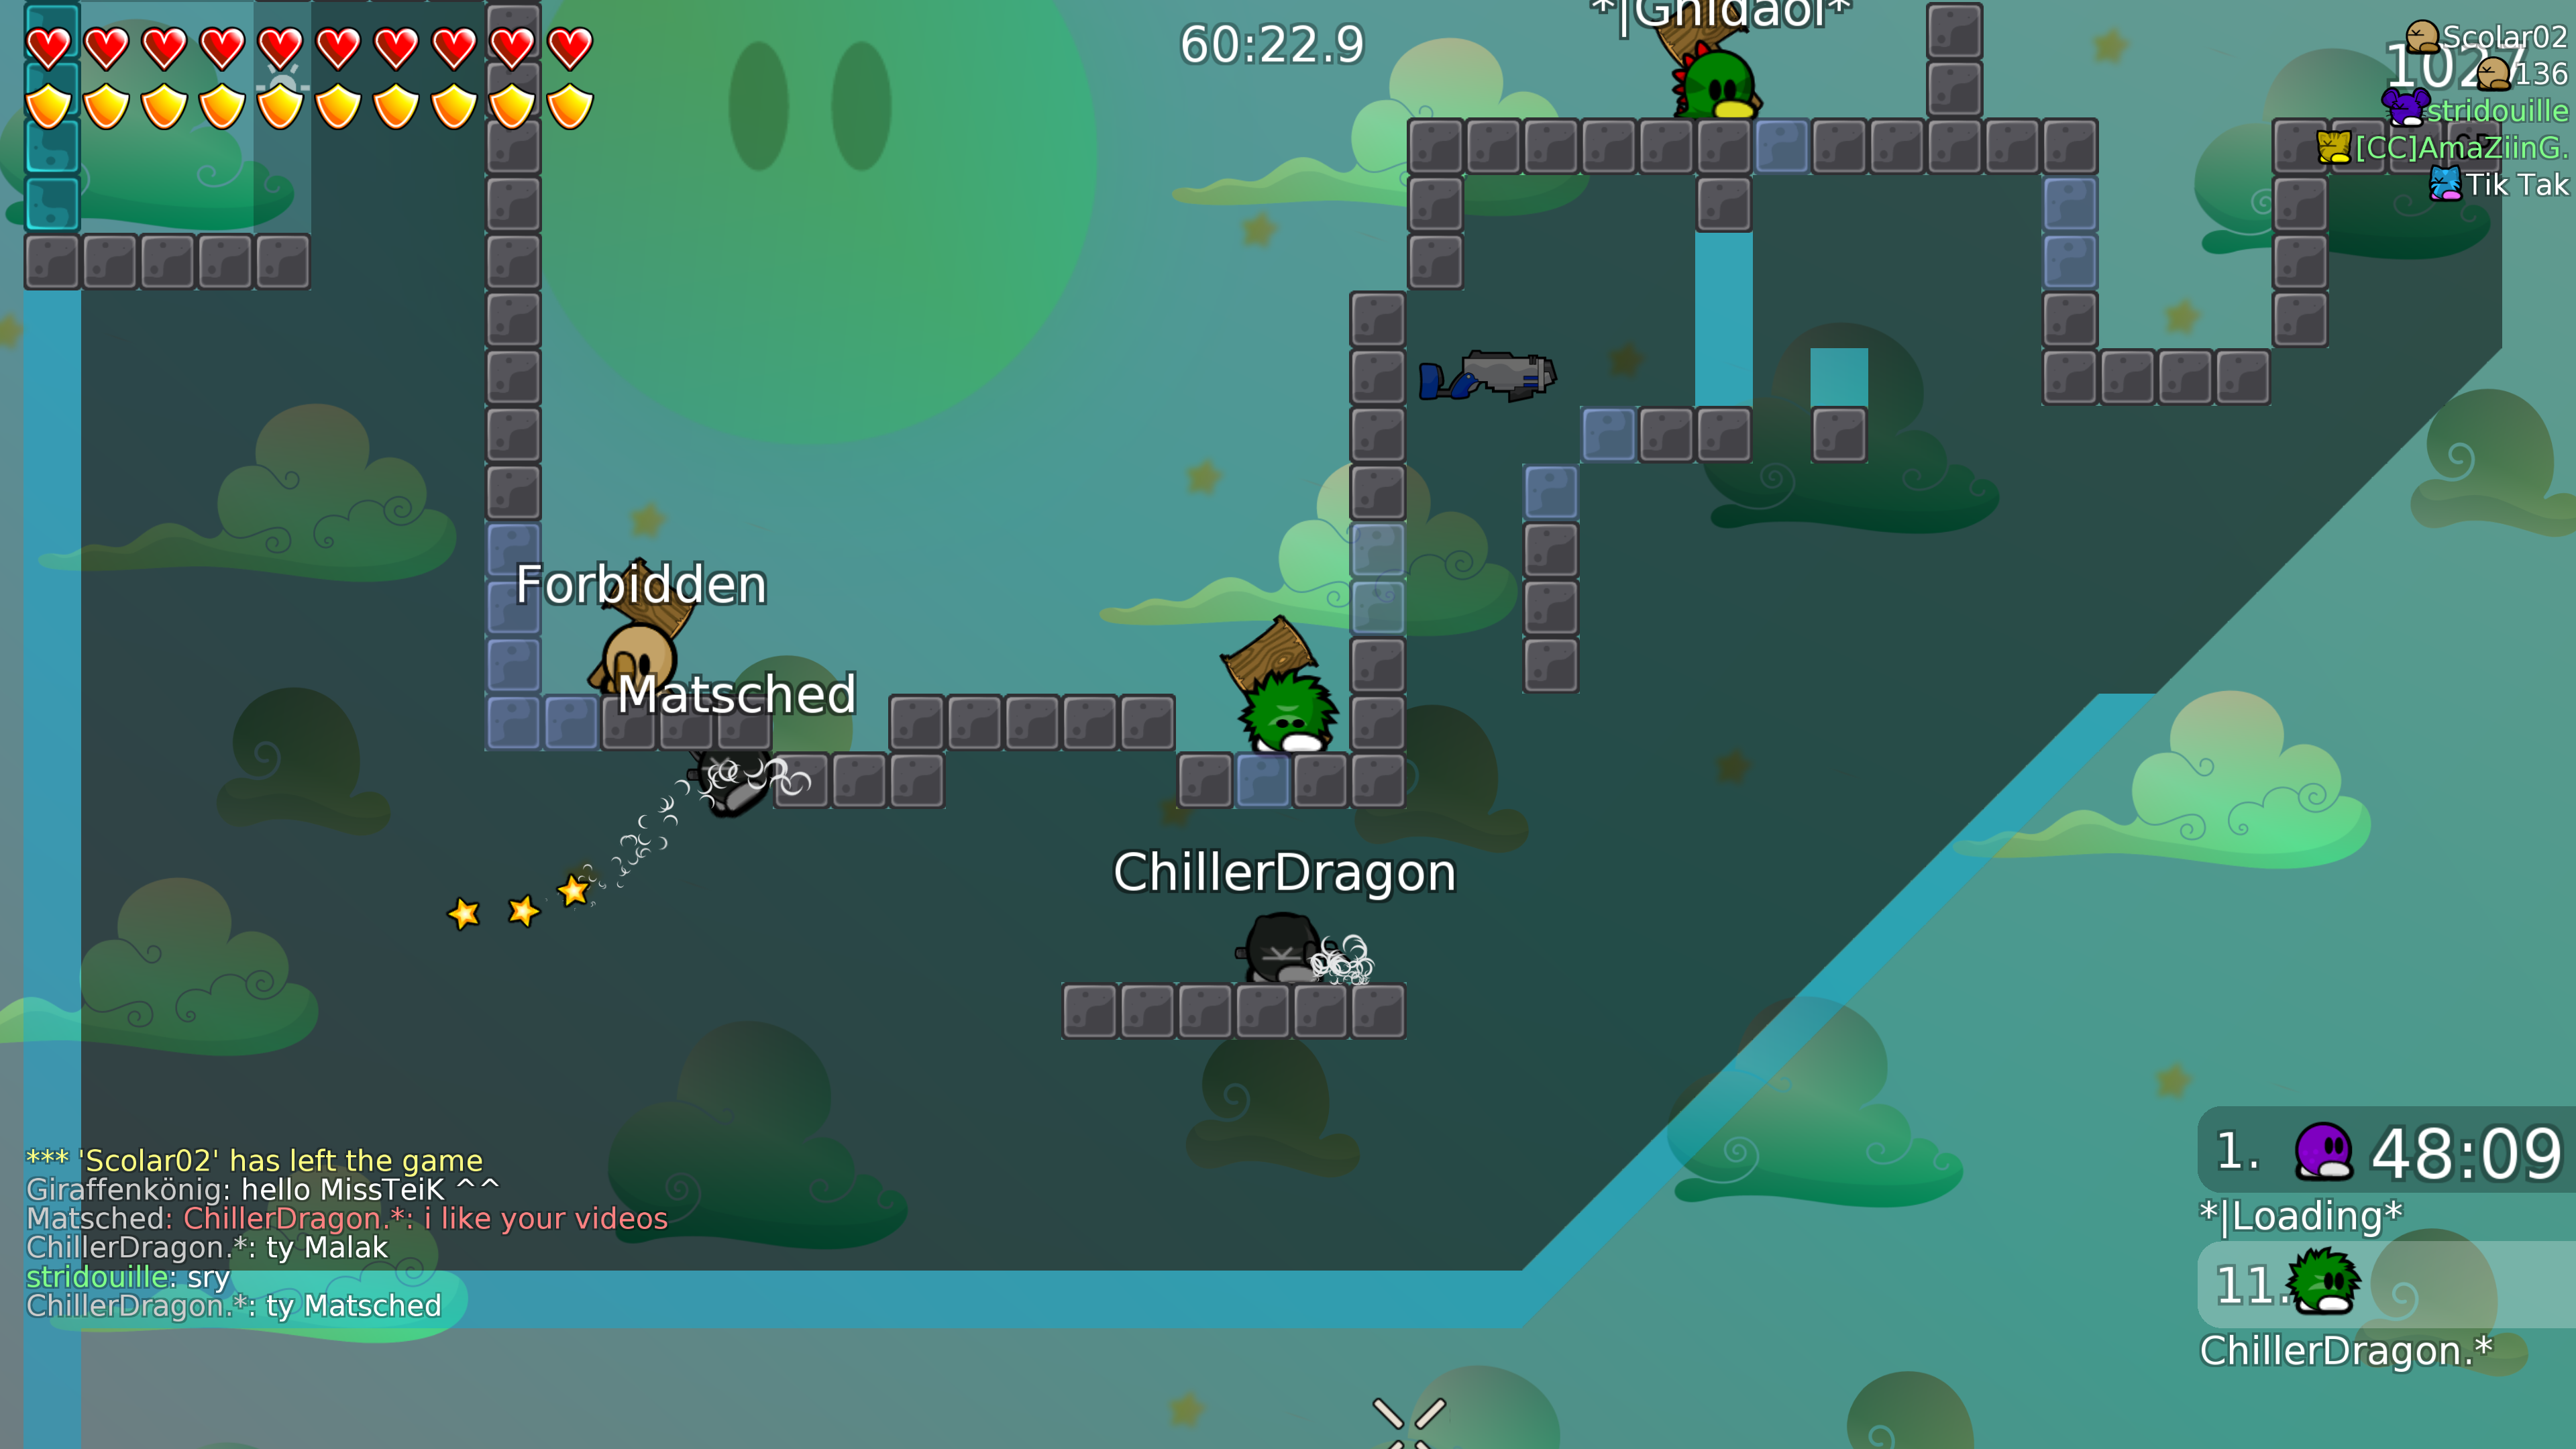 *|Ghidaoi*
60:22.9
Scolar02
136
stridouille
[CC]AmaZiinG.
Tik Tak
Forbidden
Matsched
ChillerDragon
*** 'Scolar02' has left the game
Giraffenkönig: hello MissTeiK ^^
Matsched: ChillerDragon.*: i like your videos
ChillerDragon.*: ty Malak
stridouille: sry
ChillerDragon.*: ty Matsched
1. 48:09
*|Loading*
11.
ChillerDragon.*